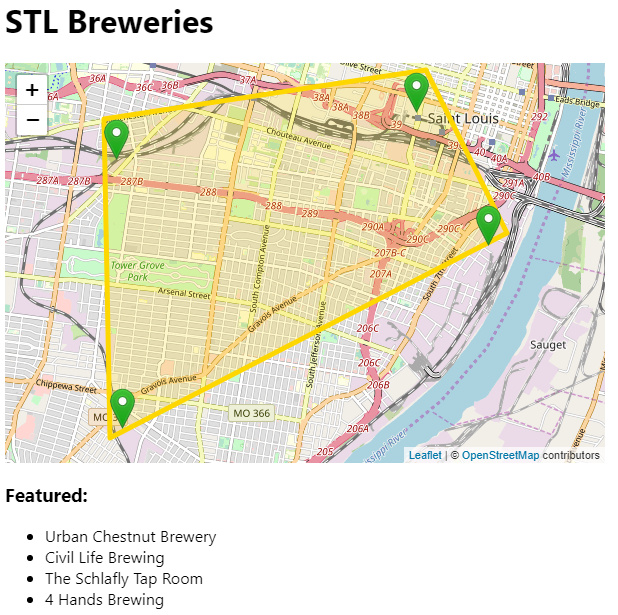 STL Breweries
+
−
36A
36C
36B
37A
38A
38B
Olive Street
Eads Bridge
292
Saint Louis
39
40
40A
40B
Mississippi River
Chouteau Avenue
287A
287B
287B
288
288
289
290A
290C
290C
290C
291A
207B-C
207A
South 7th Street
Tower Grove
Park
Arsenal Street
South Compton Avenue
Gravois Avenue
South Jefferson Avenue
206C
206B
206A
205
Sauget
Chippewa Street
Gravois Avenue
MO 366
Mississippi River
Leaflet | © OpenStreetMap contributors
Featured:
• Urban Chestnut Brewery
• Civil Life Brewing
• The Schlafly Tap Room
• 4 Hands Brewing